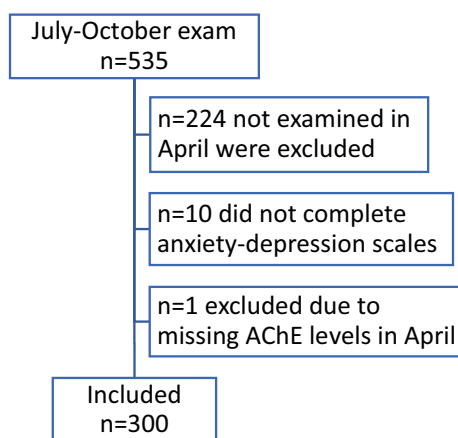 July-October exam
n=535
n=224 not examined in
April were excluded
n=10 did not complete
anxiety-depression scales
n=1 excluded due to
missing AChE levels in April
Included
n=300